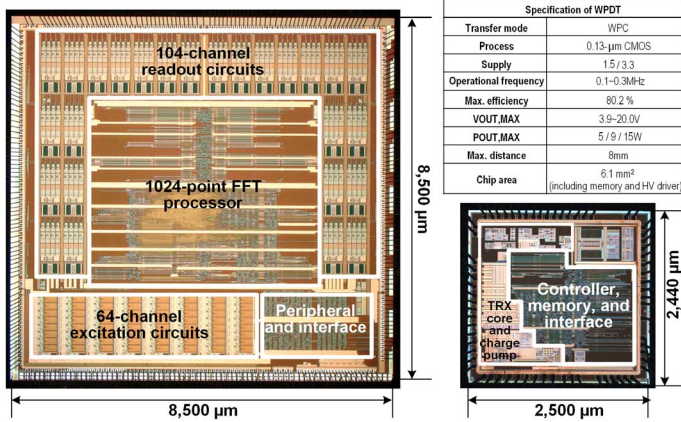 104-channel
readout circuits
1024-point FFT
processor
64-channel
excitation circuits
Peripheral
and interface
8,500 µm
8,500 µm
Specification of WPDT
Transfer mode WPC
Process 0.13-µm CMOS
Supply 1.5 / 3.3
Operational frequency 0.1~0.3MHz
Max. efficiency 80.2 %
VOUT,MAX 3.9~20.0V
POUT,MAX 5 / 9 / 15W
Max. distance 8mm
Chip area 6.1 mm²
(including memory and HV driver)
TRX
core
and
charge
pump
Controller,
memory, and
interface
2,440 µm
2,500 µm